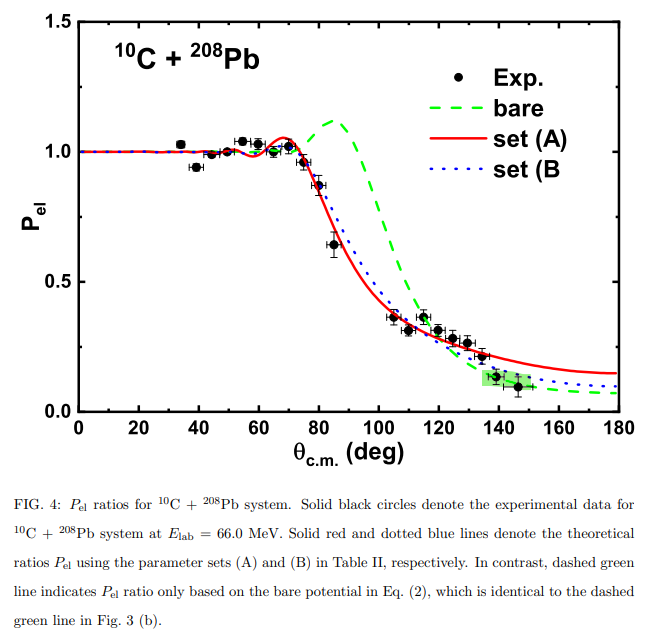 1.5
¹⁰C + ²⁰⁸Pb
Exp.
bare
set (A)
set (B
1.0
P_el
0.5
0.0
0 20 40 60 80 100 120 140 160 180
θ_c.m. (deg)
FIG. 4: P_el ratios for ¹⁰C + ²⁰⁸Pb system. Solid black circles denote the experimental data for
¹⁰C + ²⁰⁸Pb system at E_lab = 66.0 MeV. Solid red and dotted blue lines denote the theoretical
ratios P_el using the parameter sets (A) and (B) in Table II, respectively. In contrast, dashed green
line indicates P_el ratio only based on the bare potential in Eq. (2), which is identical to the dashed
green line in Fig. 3 (b).